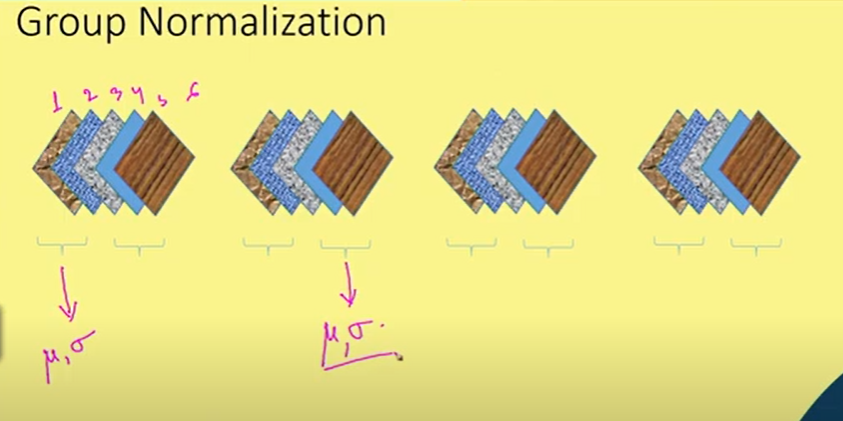 Group Normalization
1 2 3 4 5 6
μ, σ
μ, σ.